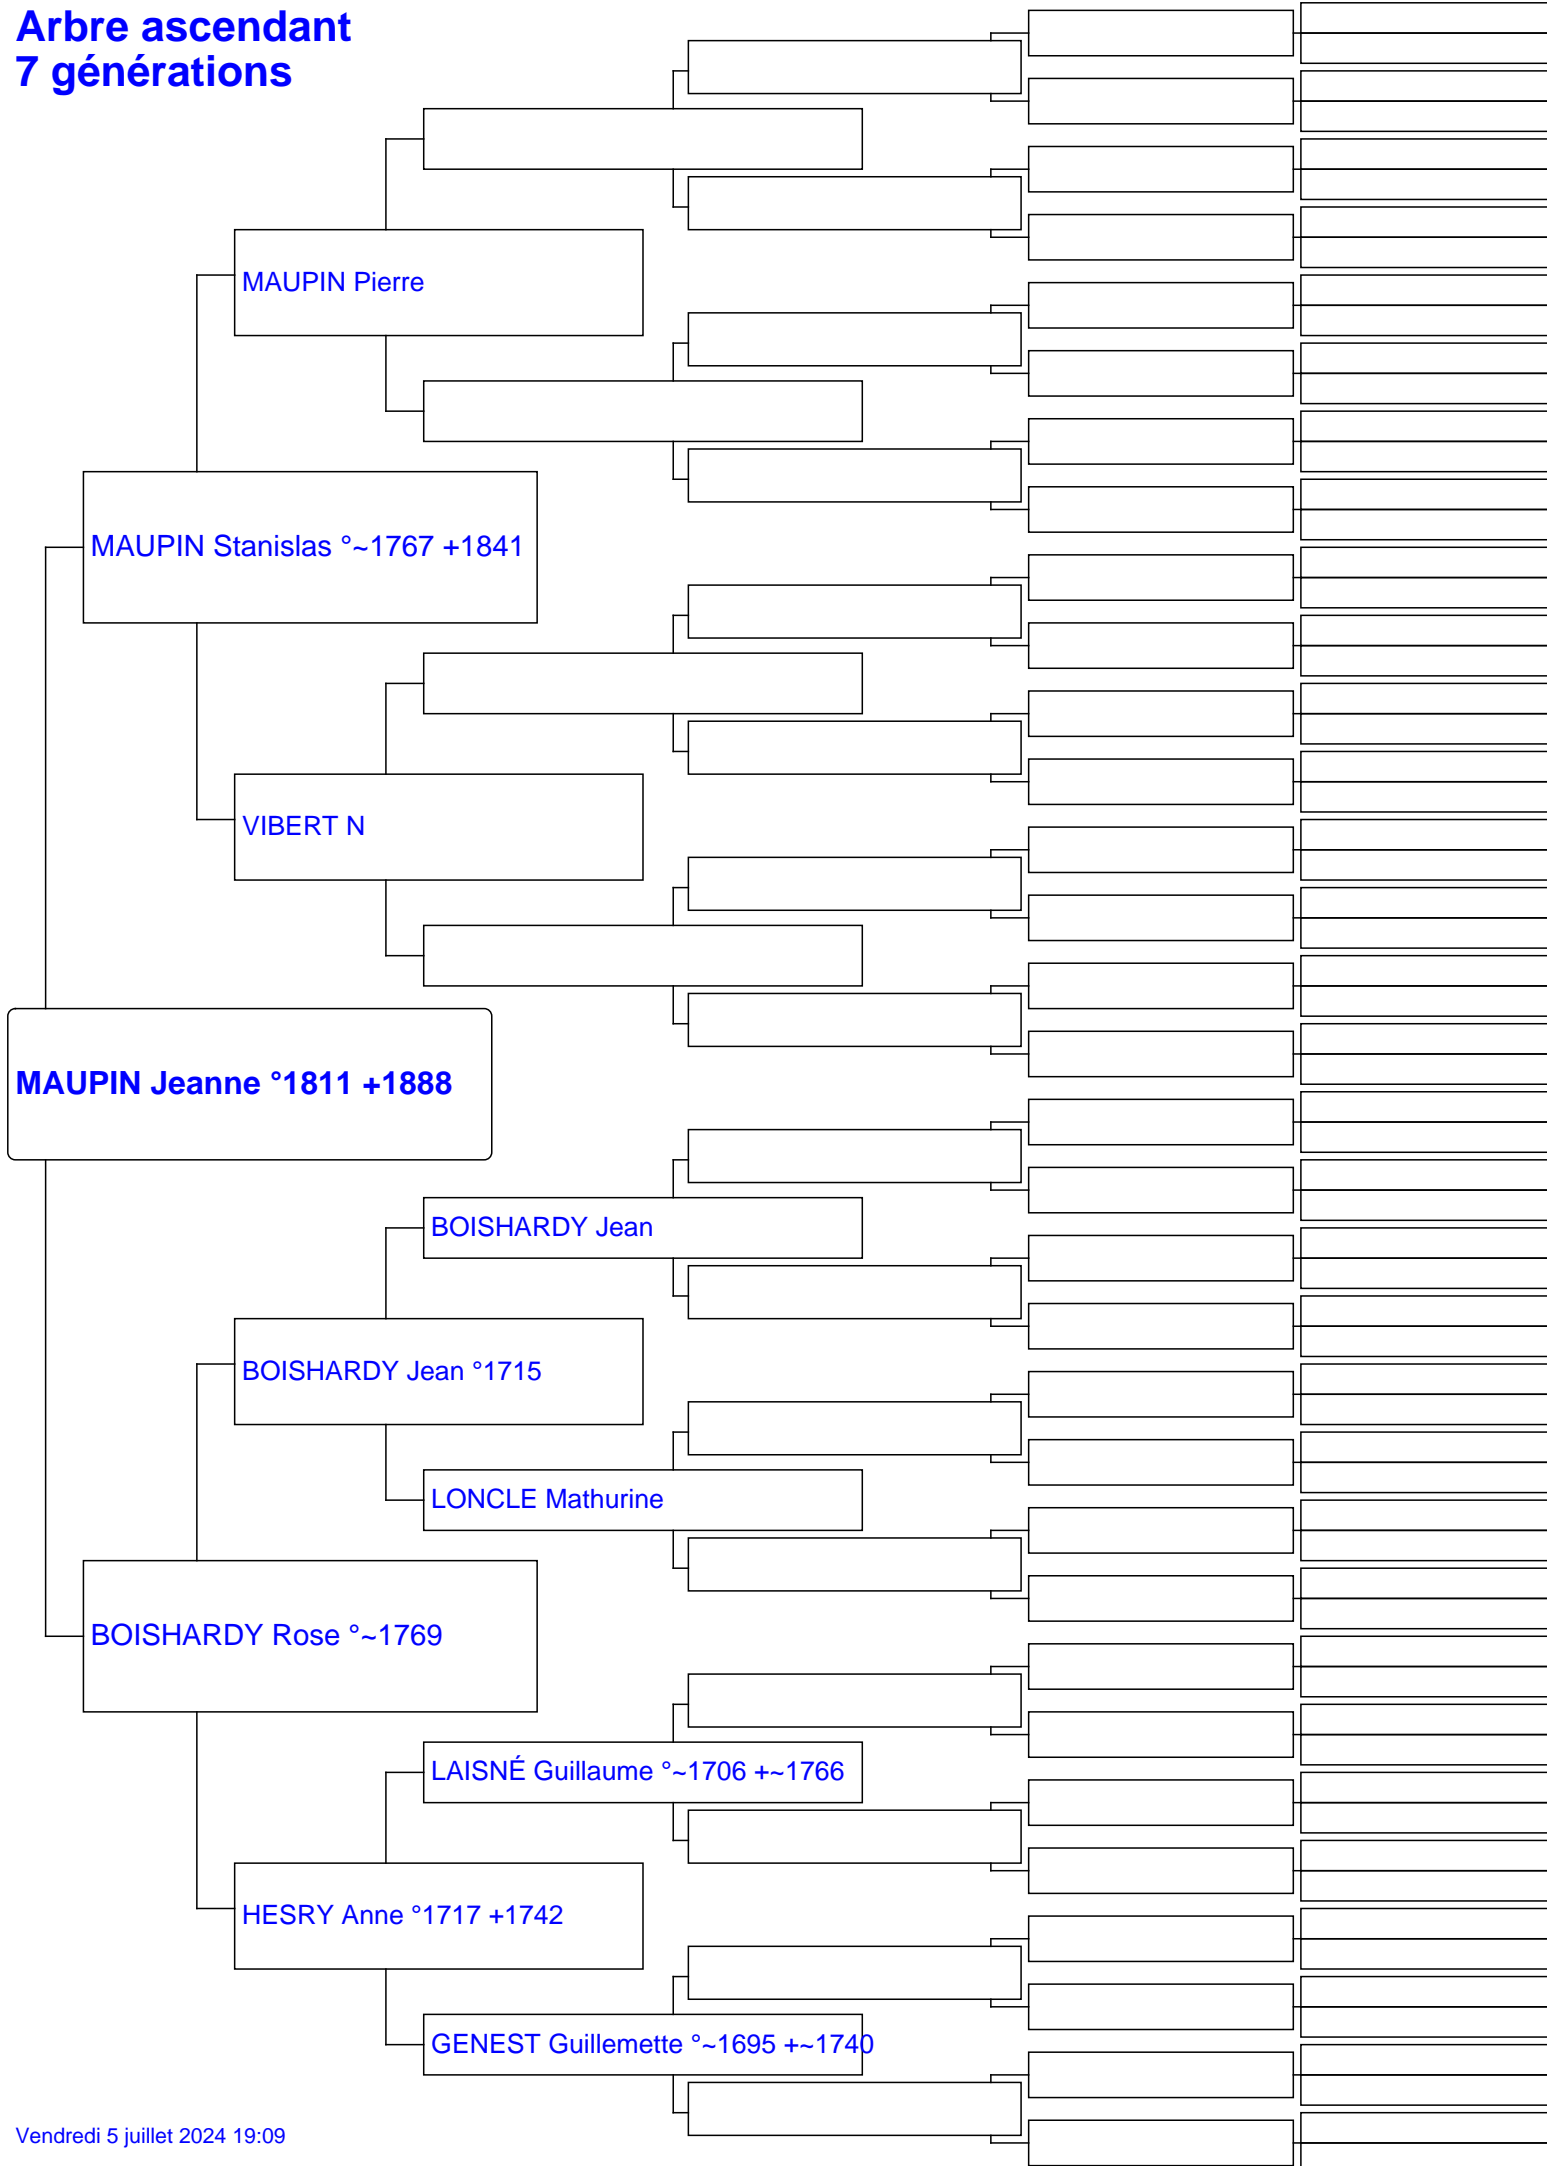 Arbre ascendant
7 générations
MAUPIN Pierre
MAUPIN Stanislas °~1767 +1841
VIBERT N
MAUPIN Jeanne °1811 +1888
BOISHARDY Jean
BOISHARDY Jean °1715
LONCLE Mathurine
BOISHARDY Rose °~1769
LAISNÉ Guillaume °~1706 +~1766
HESRY Anne °1717 +1742
GENEST Guillemette °~1695 +~1740
Vendredi 5 juillet 2024 19:09